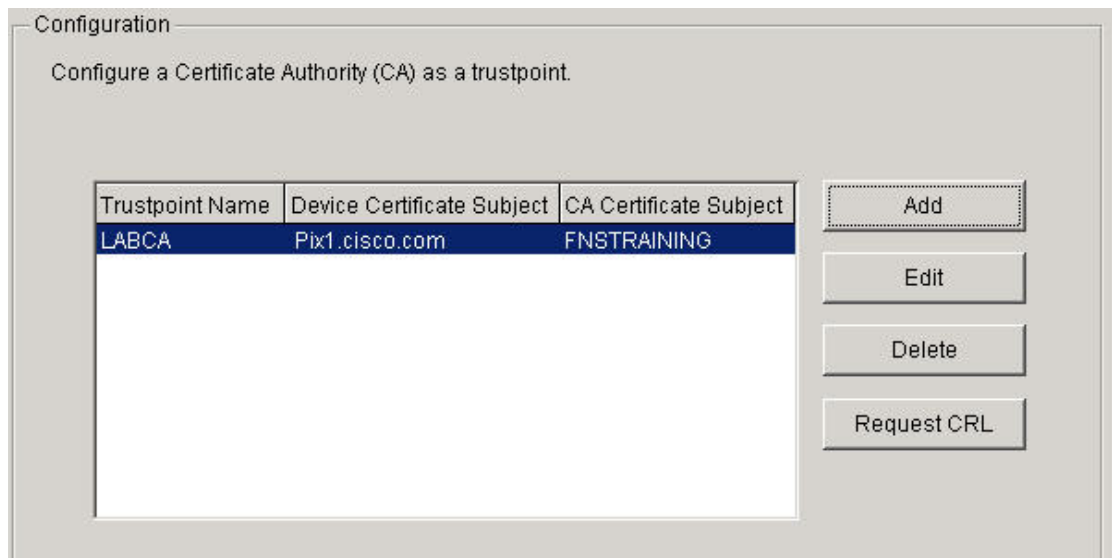 Configuration
Configure a Certificate Authority (CA) as a trustpoint.
Trustpoint Name Device Certificate Subject CA Certificate Subject
LABCA Pix1.cisco.com FNSTRAINING
Add
Edit
Delete
Request CRL